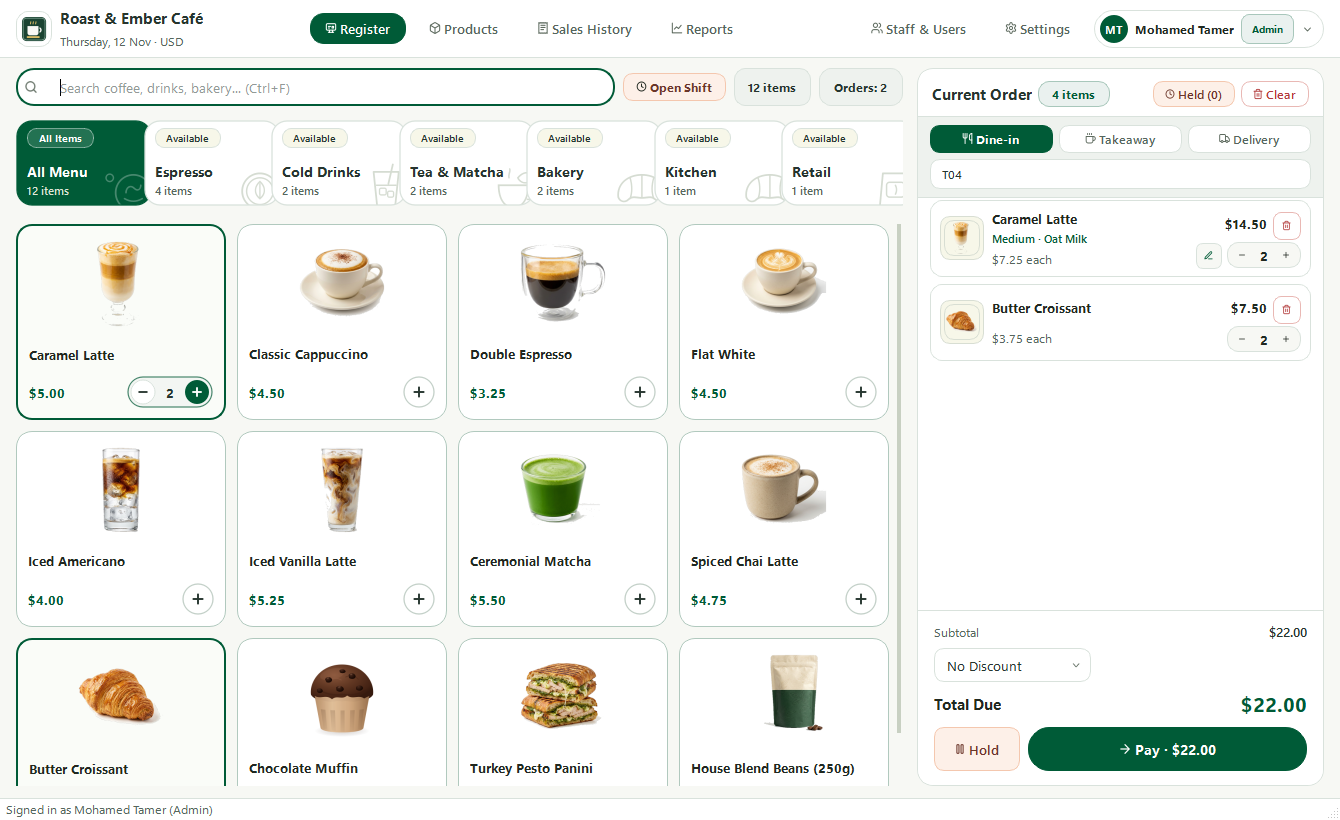 Roast & Ember Café
Thursday, 12 Nov · USD
Register
Products
Sales History
Reports
Staff & Users
Settings
MT
Mohamed Tamer
Admin
Search coffee, drinks, bakery... (Ctrl+F)
Open Shift
12 items
Orders: 2
All Items
All Menu
12 items
Available
Espresso
4 items
Available
Cold Drinks
2 items
Available
Tea & Matcha
2 items
Available
Bakery
2 items
Available
Kitchen
1 item
Available
Retail
1 item
Caramel Latte
$5.00
− 2 +
Classic Cappuccino
$4.50
+
Double Espresso
$3.25
+
Flat White
$4.50
+
Iced Americano
$4.00
+
Iced Vanilla Latte
$5.25
+
Ceremonial Matcha
$5.50
+
Spiced Chai Latte
$4.75
+
Butter Croissant
Chocolate Muffin
Turkey Pesto Panini
House Blend Beans (250g)
Current Order
4 items
Held (0)
Clear
Dine-in
Takeaway
Delivery
T04
Caramel Latte
$14.50
Medium · Oat Milk
$7.25 each
− 2 +
Butter Croissant
$7.50
$3.75 each
− 2 +
Subtotal
$22.00
No Discount
Total Due
$22.00
Hold
Pay · $22.00
Signed in as Mohamed Tamer (Admin)